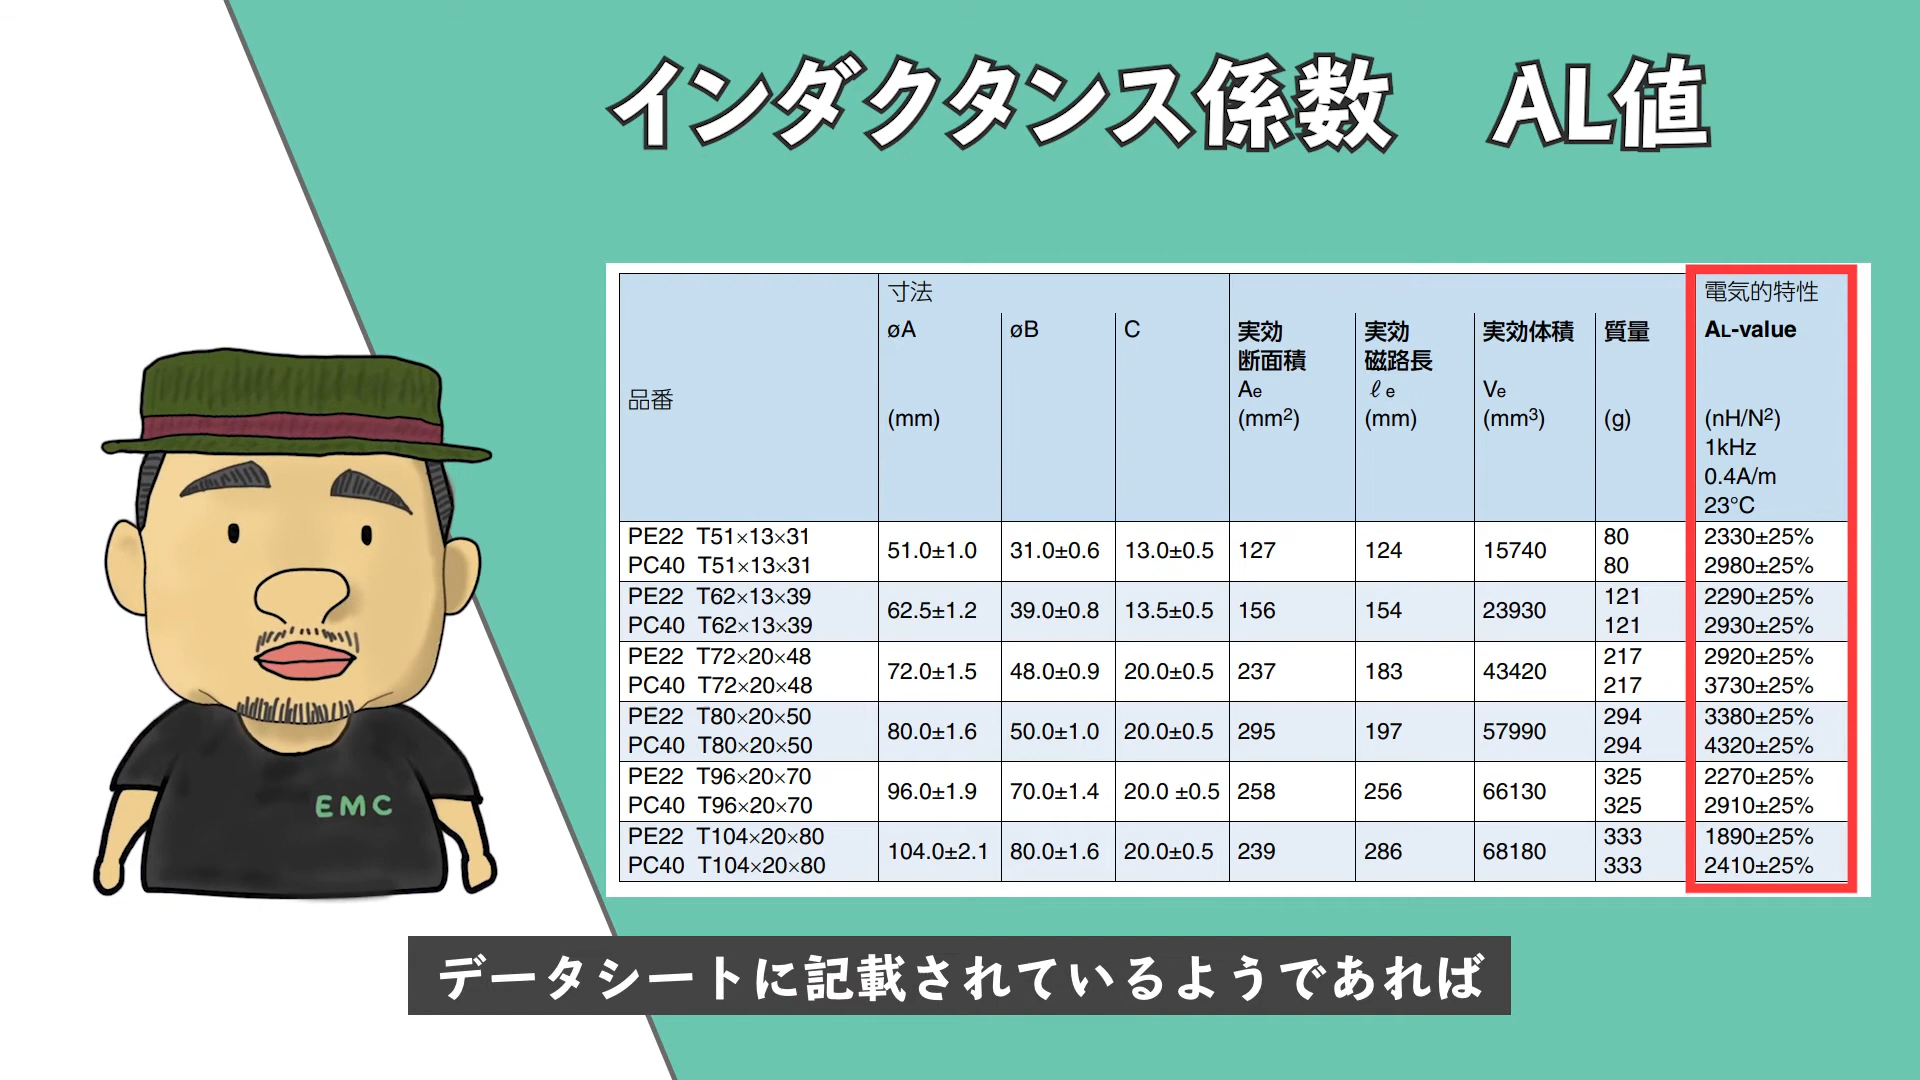 インダクタンス係数　AL値
品番 寸法 電気的特性
øA øB C 実効断面積 Ae 実効磁路長 ℓe 実効体積 Ve 質量 AL-value
(mm) (mm²) (mm) (mm³) (g) (nH/N²)
1kHz
0.4A/m
23°C
PE22 T51×13×31 51.0±1.0 31.0±0.6 13.0±0.5 127 124 15740 80 2330±25%
PC40 T51×13×31 80 2980±25%
PE22 T62×13×39 62.5±1.2 39.0±0.8 13.5±0.5 156 154 23930 121 2290±25%
PC40 T62×13×39 121 2930±25%
PE22 T72×20×48 72.0±1.5 48.0±0.9 20.0±0.5 237 183 43420 217 2920±25%
PC40 T72×20×48 217 3730±25%
PE22 T80×20×50 80.0±1.6 50.0±1.0 20.0±0.5 295 197 57990 294 3380±25%
PC40 T80×20×50 294 4320±25%
PE22 T96×20×70 96.0±1.9 70.0±1.4 20.0 ±0.5 258 256 66130 325 2270±25%
PC40 T96×20×70 325 2910±25%
PE22 T104×20×80 104.0±2.1 80.0±1.6 20.0±0.5 239 286 68180 333 1890±25%
PC40 T104×20×80 333 2410±25%
EMC
データシートに記載されているようであれば